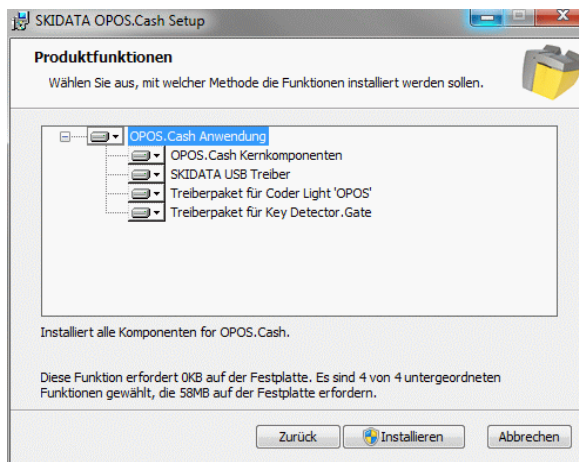 SKIDATA OPOS.Cash Setup
Produktfunktionen
Wählen Sie aus, mit welcher Methode die Funktionen installiert werden sollen.
OPOS.Cash Anwendung
OPOS.Cash Kernkomponenten
SKIDATA USB Treiber
Treiberpaket für Coder Light 'OPOS'
Treiberpaket für Key Detector.Gate
Installiert alle Komponenten for OPOS.Cash.
Diese Funktion erfordert 0KB auf der Festplatte. Es sind 4 von 4 untergeordneten
Funktionen gewählt, die 58MB auf der Festplatte erfordern.
Zurück Installieren Abbrechen